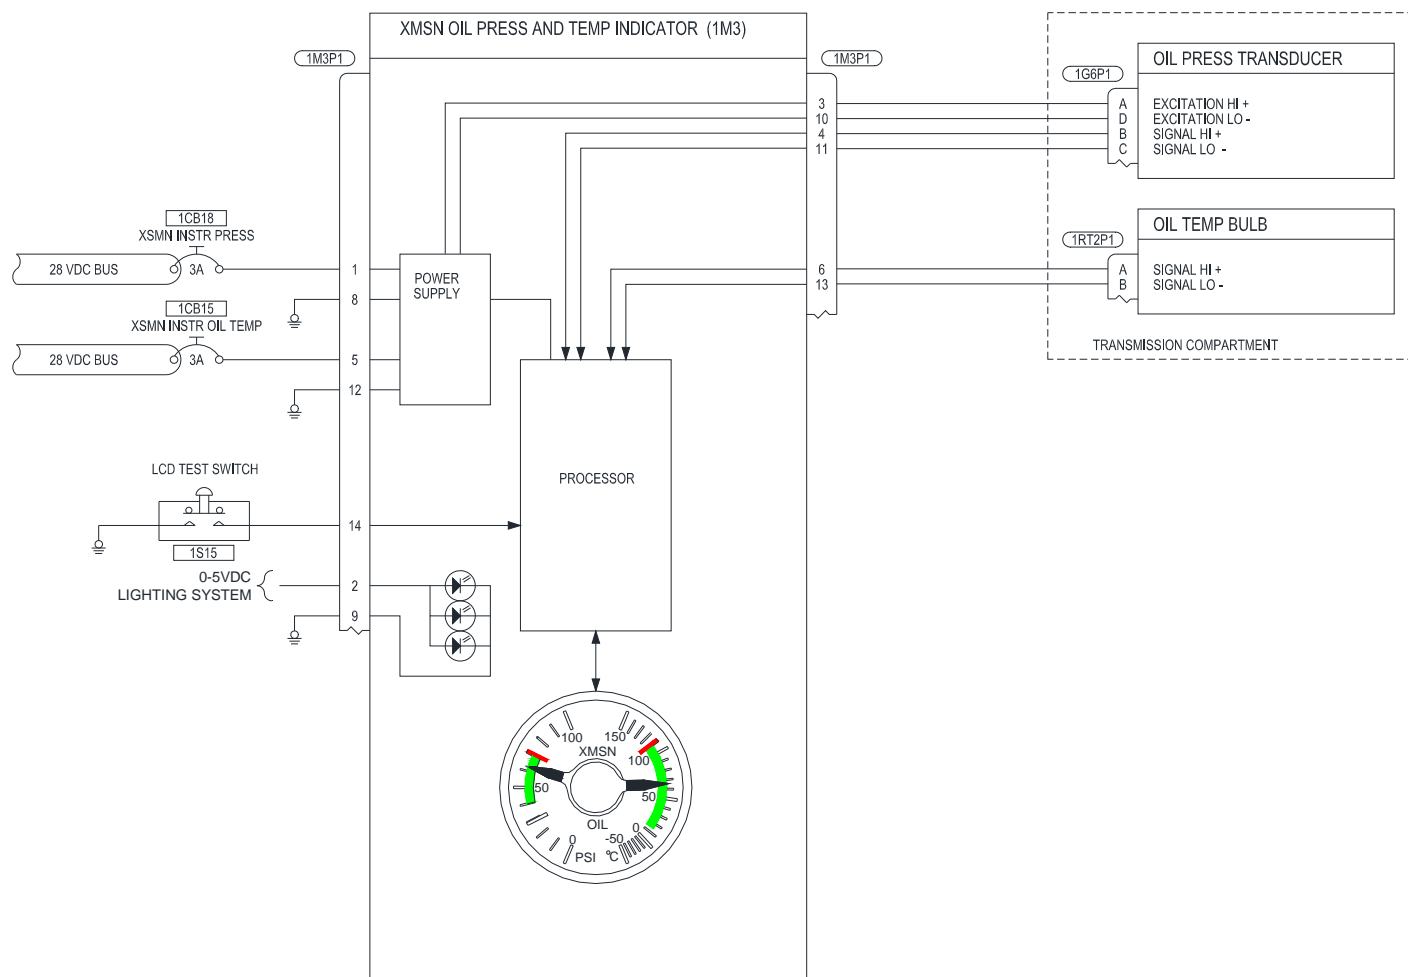 XMSN OIL PRESS AND TEMP INDICATOR (1M3)
1M3P1
1M3P1
OIL PRESS TRANSDUCER
1G6P1
3
10
4
11
A EXCITATION HI +
D EXCITATION LO -
B SIGNAL HI +
C SIGNAL LO -
1CB18
XSMN INSTR PRESS
28 VDC BUS
3A
1
8
POWER
SUPPLY
OIL TEMP BULB
1RT2P1
6
13
A SIGNAL HI +
B SIGNAL LO -
TRANSMISSION COMPARTMENT
1CB15
XSMN INSTR OIL TEMP
28 VDC BUS
3A
5
12
LCD TEST SWITCH
1S15
14
PROCESSOR
0-5VDC
LIGHTING SYSTEM
2
9
100 150
XMSN
100
50 50
OIL
0 -50 0
PSI °C